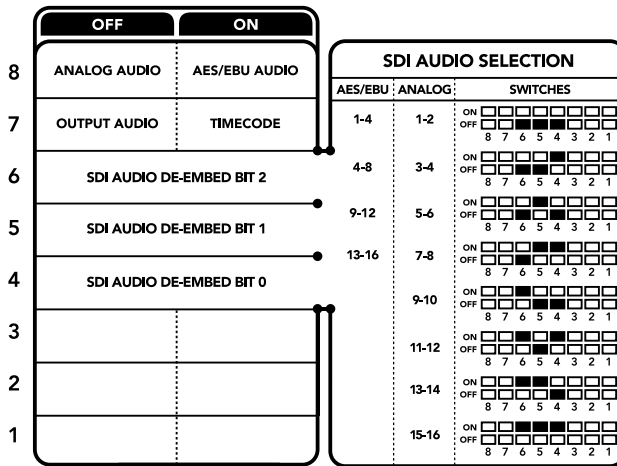 OFF ON
8 ANALOG AUDIO AES/EBU AUDIO
7 OUTPUT AUDIO TIMECODE
6 SDI AUDIO DE-EMBED BIT 2
5 SDI AUDIO DE-EMBED BIT 1
4 SDI AUDIO DE-EMBED BIT 0
3
2
1
SDI AUDIO SELECTION
AES/EBU ANALOG SWITCHES
1-4 1-2
ON
OFF
8 7 6 5 4 3 2 1
4-8 3-4
ON
OFF
8 7 6 5 4 3 2 1
9-12 5-6
ON
OFF
8 7 6 5 4 3 2 1
13-16 7-8
ON
OFF
8 7 6 5 4 3 2 1
9-10
ON
OFF
8 7 6 5 4 3 2 1
11-12
ON
OFF
8 7 6 5 4 3 2 1
13-14
ON
OFF
8 7 6 5 4 3 2 1
15-16
ON
OFF
8 7 6 5 4 3 2 1